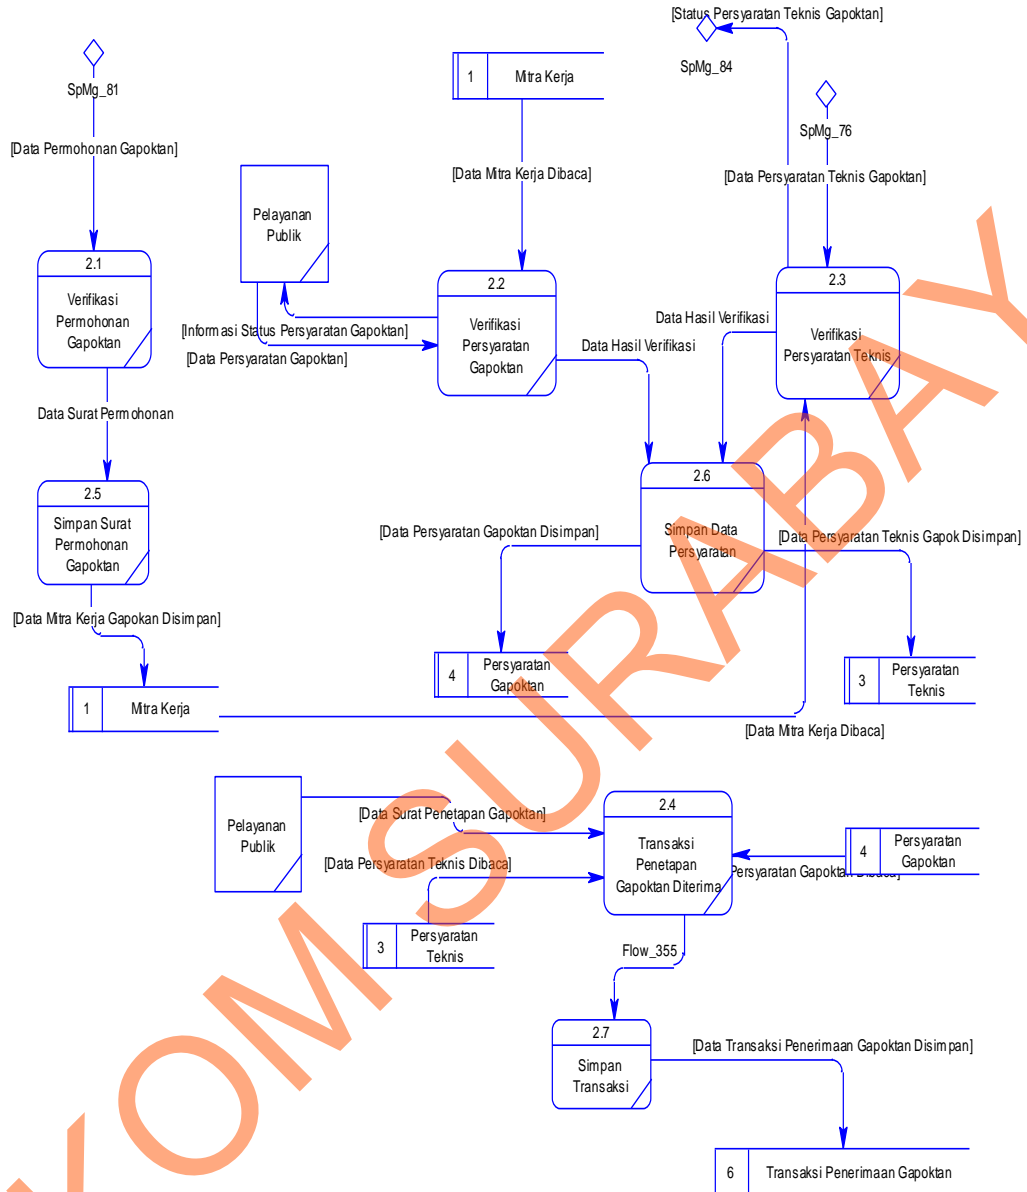 [Status Persyaratan Teknis Gapoktan]
SpMg_84
SpMg_81
1
Mitra Kerja
SpMg_76
[Data Permohonan Gapoktan]
[Data Mitra Kerja Dibaca]
[Data Persyaratan Teknis Gapoktan]
Pelayanan
Publik
2.1
Verifikasi
Permohonan
Gapoktan
2.2
Verifikasi
Persyaratan
Gapoktan
2.3
Verifikasi
Persyaratan Teknis
[Informasi Status Persyaratan Gapoktan]
[Data Persyaratan Gapoktan]
Data Hasil Verifikasi
Data Hasil Verifikasi
Data Surat Permohonan
2.5
Simpan Surat
Permohonan
Gapoktan
2.6
Simpan Data
Persyaratan
[Data Persyaratan Gapoktan Disimpan]
[Data Persyaratan Teknis Gapok Disimpan]
[Data Mitra Kerja Gapokan Disimpan]
4
Persyaratan
Gapoktan
3
Persyaratan
Teknis
1
Mitra Kerja
[Data Mitra Kerja Dibaca]
Pelayanan
Publik
[Data Surat Penetapan Gapoktan]
2.4
Transaksi
Penetapan
Gapoktan Diterima
4
Persyaratan
Gapoktan
[Data Persyaratan Teknis Dibaca]
Persyaratan Gapoktan Dibaca]
3
Persyaratan
Teknis
Flow_355
2.7
Simpan
Transaksi
[Data Transaksi Penerimaan Gapoktan Disimpan]
6
Transaksi Penerimaan Gapoktan
KOM SURABAY